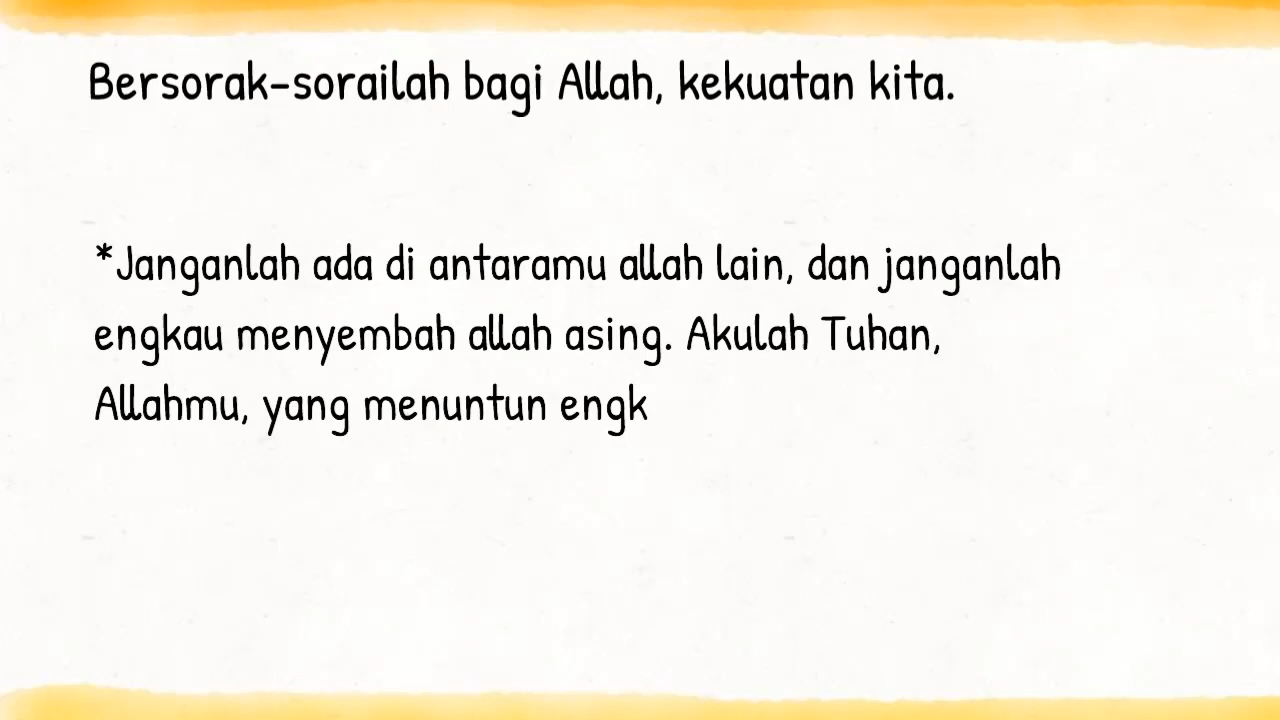 Bersorak-sorailah bagi Allah, kekuatan kita.
*Janganlah ada di antaramu allah lain, dan janganlah
engkau menyembah allah asing. Akulah Tuhan,
Allahmu, yang menuntun engk